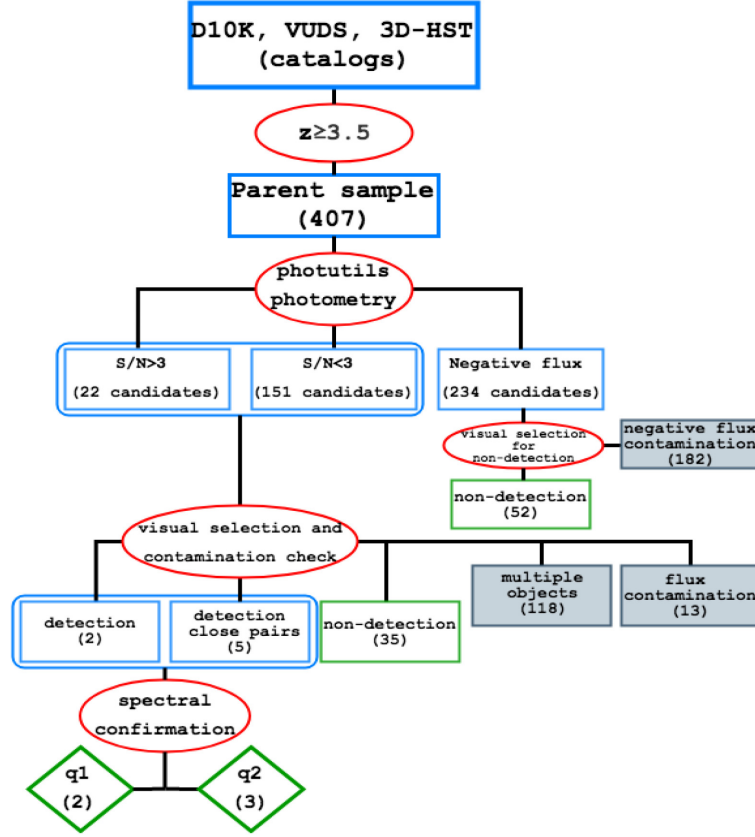 D10K, VUDS, 3D-HST
(catalogs)
z≥3.5
Parent sample
(407)
photutils
photometry
S/N>3
(22 candidates)
S/N<3
(151 candidates)
Negative flux
(234 candidates)
visual selection
for
non-detection
negative flux
contamination
(182)
non-detection
(52)
visual selection and
contamination check
detection
(2)
detection
close pairs
(5)
non-detection
(35)
multiple
objects
(118)
flux
contamination
(13)
spectral
confirmation
q1
(2)
q2
(3)